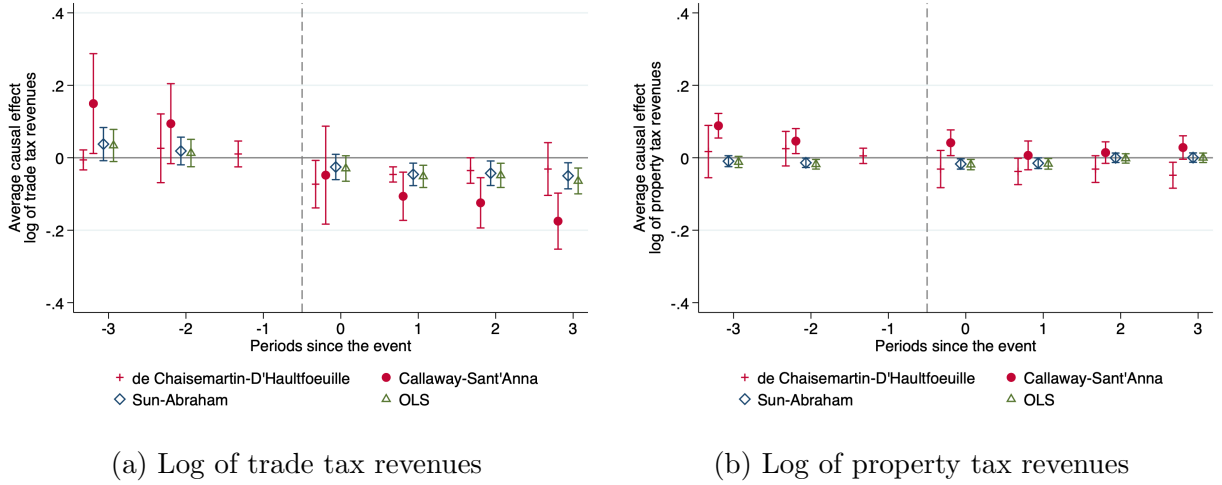 Average causal effect
log of trade tax revenues
.4
.2
0
-.2
-.4
-3
-2
-1
0
1
2
3
Periods since the event
de Chaisemartin-D'Haultfoeuille
Callaway-Sant'Anna
Sun-Abraham
OLS
(a) Log of trade tax revenues
Average causal effect
log of property tax revenues
.4
.2
0
-.2
-.4
-3
-2
-1
0
1
2
3
Periods since the event
de Chaisemartin-D'Haultfoeuille
Callaway-Sant'Anna
Sun-Abraham
OLS
(b) Log of property tax revenues